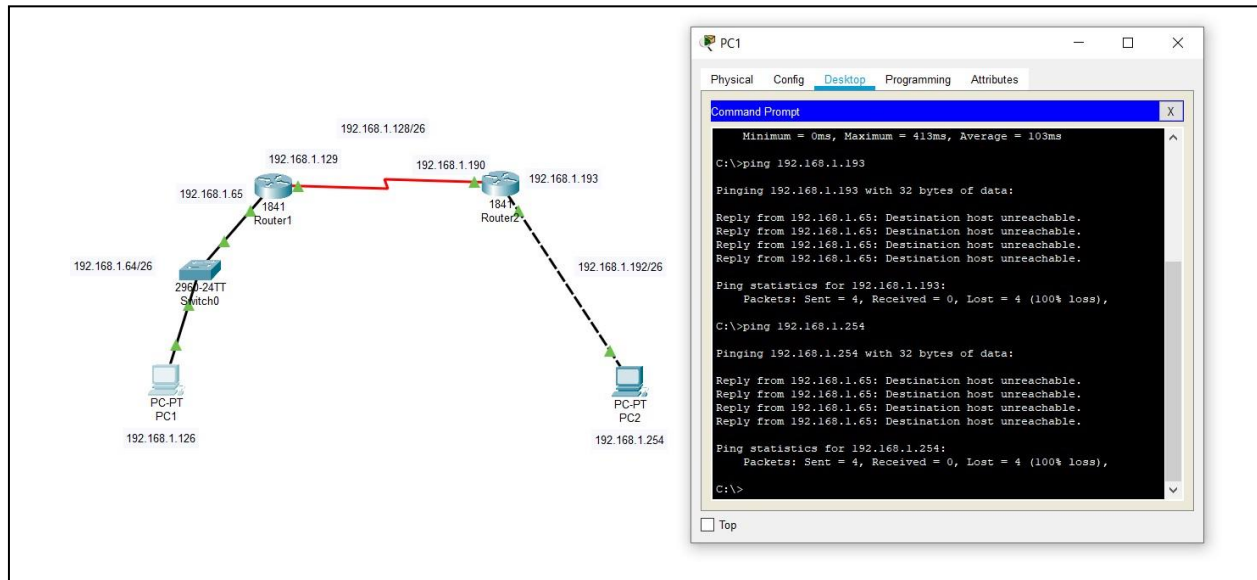 192.168.1.128/26
192.168.1.129
192.168.1.190
192.168.1.193
192.168.1.65
1841
Router1
1841
Router2
192.168.1.64/26
2960-24TT
Switch0
192.168.1.192/26
PC-PT
PC1
192.168.1.126
PC-PT
PC2
192.168.1.254
PC1
Physical Config Desktop Programming Attributes
Command Prompt
X
Minimum = 0ms, Maximum = 413ms, Average = 103ms
C:\>ping 192.168.1.193
Pinging 192.168.1.193 with 32 bytes of data:
Reply from 192.168.1.65: Destination host unreachable.
Reply from 192.168.1.65: Destination host unreachable.
Reply from 192.168.1.65: Destination host unreachable.
Reply from 192.168.1.65: Destination host unreachable.
Ping statistics for 192.168.1.193:
Packets: Sent = 4, Received = 0, Lost = 4 (100% loss),
C:\>ping 192.168.1.254
Pinging 192.168.1.254 with 32 bytes of data:
Reply from 192.168.1.65: Destination host unreachable.
Reply from 192.168.1.65: Destination host unreachable.
Reply from 192.168.1.65: Destination host unreachable.
Reply from 192.168.1.65: Destination host unreachable.
Ping statistics for 192.168.1.254:
Packets: Sent = 4, Received = 0, Lost = 4 (100% loss),
C:\>
Top